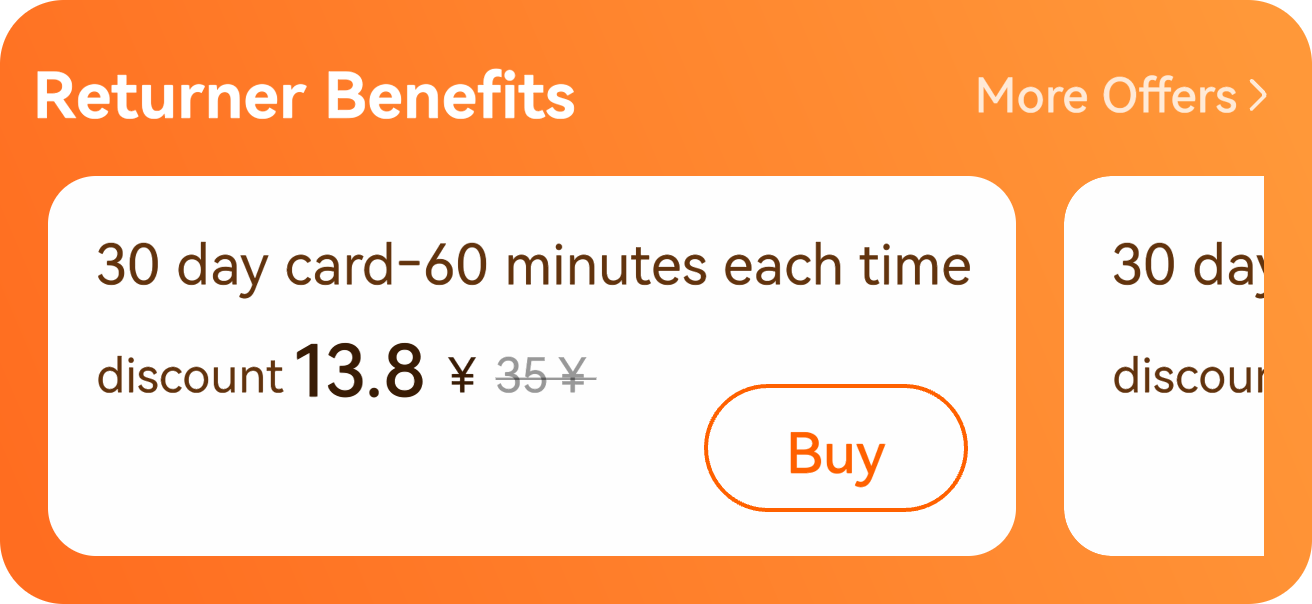 Returner Benefits
More Offers >
30 day card-60 minutes each time
discount 13.8 ¥ 35 ¥
Buy
30 day
discour